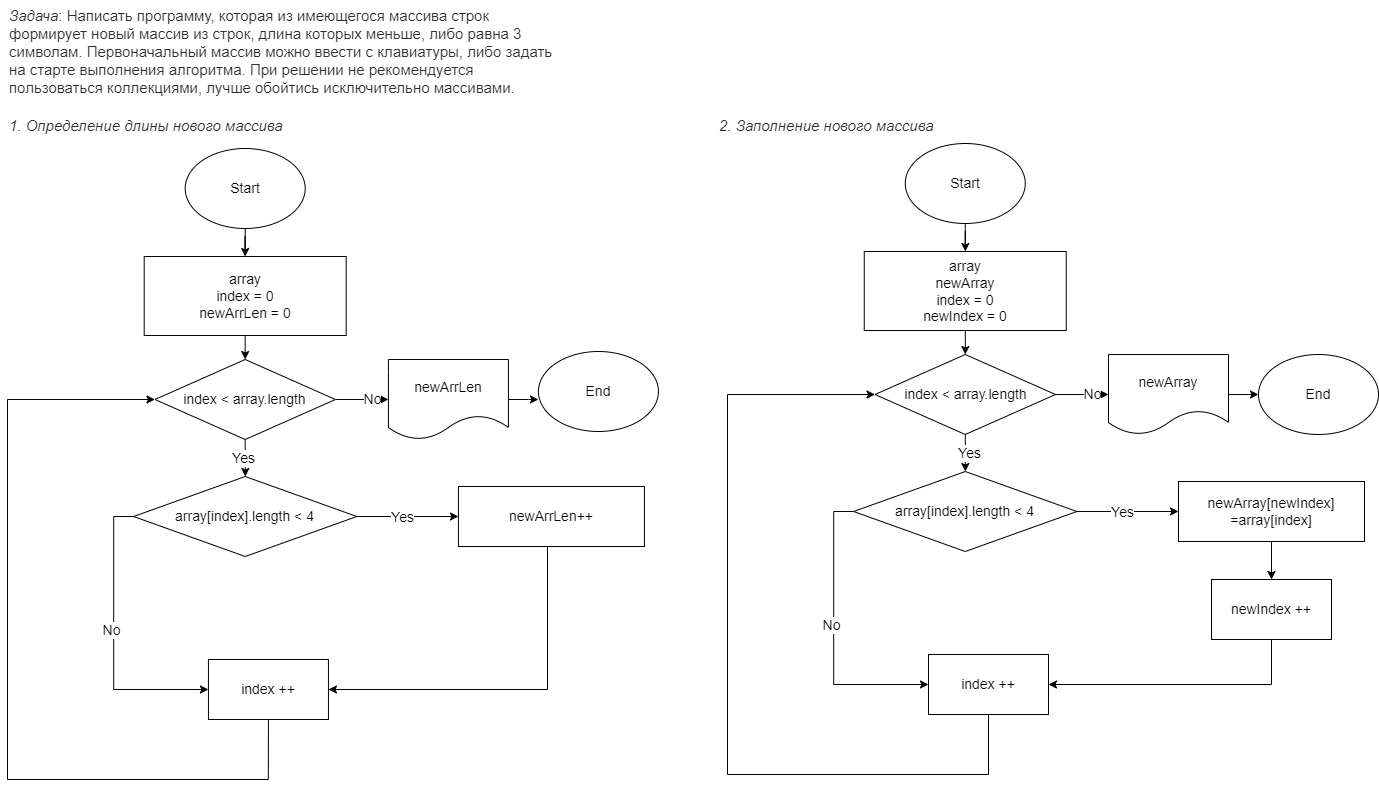 Задача: Написать программу, которая из имеющегося массива строк
формирует новый массив из строк, длина которых меньше, либо равна 3
символам. Первоначальный массив можно ввести с клавиатуры, либо задать
на старте выполнения алгоритма. При решении не рекомендуется
пользоваться коллекциями, лучше обойтись исключительно массивами.
1. Определение длины нового массива
Start
array
index = 0
newArrLen = 0
index < array.length
No
newArrLen
End
Yes
array[index].length < 4
Yes
newArrLen++
No
index ++
2. Заполнение нового массива
Start
array
newArray
index = 0
newIndex = 0
index < array.length
No
newArray
End
Yes
array[index].length < 4
Yes
newArray[newIndex]
=array[index]
newIndex ++
No
index ++